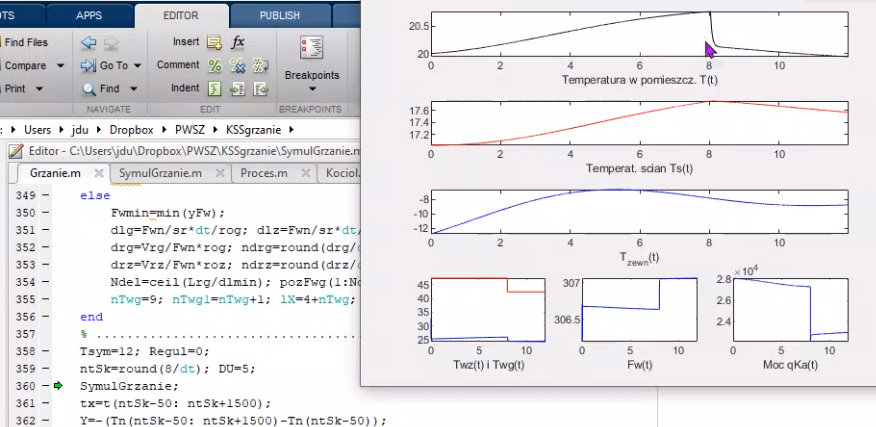 OTS APPS EDITOR PUBLISH
Find Files
Compare
Print
Go To
Find
NAVIGATE
Insert fx
Comment
Indent
EDIT
Breakpoints
BREAKPOINTS
: ▸ Users ▸ jdu ▸ Dropbox ▸ PWSZ ▸ KSSgrzanie ▸
Editor - C:\Users\jdu\Dropbox\PWSZ\KSSgrzanie\SymulGrzanie.m
Grzanie.m SymulGrzanie.m Proces.m Kociol.
349 – else
350 – Fwmin=min(yFw);
351 – dlg=Fwn/sr*dt/rog; dlz=Fwn/sr*dt/
352 – drg=Vrg/Fwn*rog; ndrg=round(drg/
353 – drz=Vrz/Fwn*roz; ndrz=round(drz/
354 – Ndel=ceil(Lrg/dlmin); pozFwg(1:Nd
355 – nTwg=9; nTwg1=nTwg+1; lX=4+nTwg;
356 – end
357 % ...................................
358 – Tsym=12; Regul=0;
359 – ntSk=round(8/dt); DU=5;
360 – SymulGrzanie;
361 – tx=t(ntSk-50: ntSk+1500);
362 – Y=-(Tn(ntSk-50: ntSk+1500)-Tn(ntSk-50));
20.5
20
0 2 4 6 8 10
Temperatura w pomieszcz. T(t)
17.6
17.4
17.2
0 2 4 6 8 10
Temperat. scian Ts(t)
-8
-10
-12
0 2 4 6 8 10
Tzewn(t)
45
40
35
30
25
0 5 10
Twz(t) i Twg(t)
307
306.5
0 5 10
Fw(t)
×10⁴
2.8
2.6
2.4
0 5 10
Moc qKa(t)